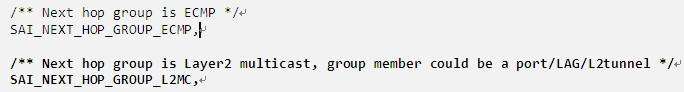 /** Next hop group is ECMP */
SAI_NEXT_HOP_GROUP_ECMP,
/** Next hop group is Layer2 multicast, group member could be a port/LAG/L2tunnel */
SAI_NEXT_HOP_GROUP_L2MC,